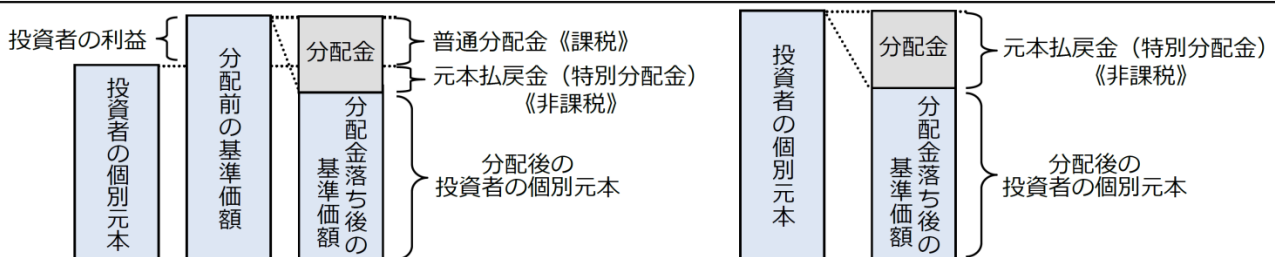 投資者の利益
投資者の個別元本
分配前の基準価額
分配金
分配金落ち後の
基準価額
普通分配金《課税》
元本払戻金（特別分配金）
《非課税》
分配後の
投資者の個別元本
投資者の個別元本
分配金
分配金落ち後の
基準価額
元本払戻金（特別分配金）
《非課税》
分配後の
投資者の個別元本